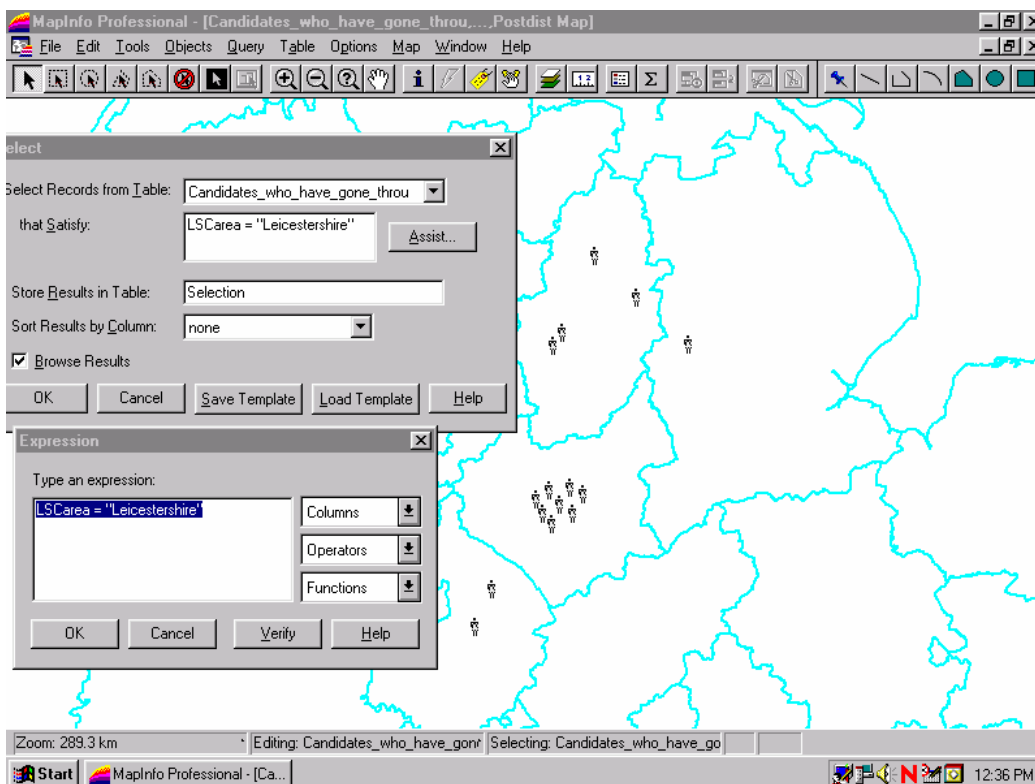 MapInfo Professional - [Candidates_who_have_gone_throu,...,Postdist Map]
File Edit Tools Objects Query Table Options Map Window Help
elect
Select Records from Table: Candidates_who_have_gone_throu
that Satisfy: LSCarea = "Leicestershire"
Assist...
Store Results in Table: Selection
Sort Results by Column: none
Browse Results
OK Cancel Save Template Load Template Help
Expression
Type an expression:
LSCarea = "Leicestershire"
Columns
Operators
Functions
OK Cancel Verify Help
Zoom: 289.3 km Editing: Candidates_who_have_gon Selecting: Candidates_who_have_go
Start MapInfo Professional - [Ca... 12:36 PM